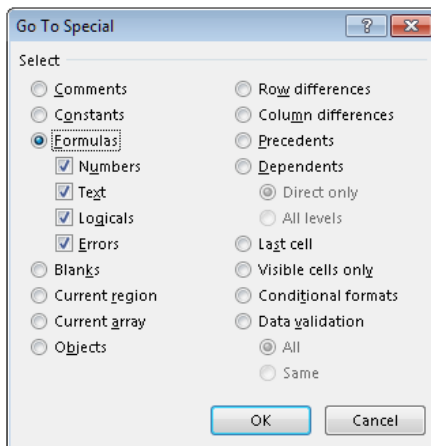 Go To Special
Select
Comments
Constants
Formulas
Numbers
Text
Logicals
Errors
Blanks
Current region
Current array
Objects
Row differences
Column differences
Precedents
Dependents
Direct only
All levels
Last cell
Visible cells only
Conditional formats
Data validation
All
Same
OK
Cancel